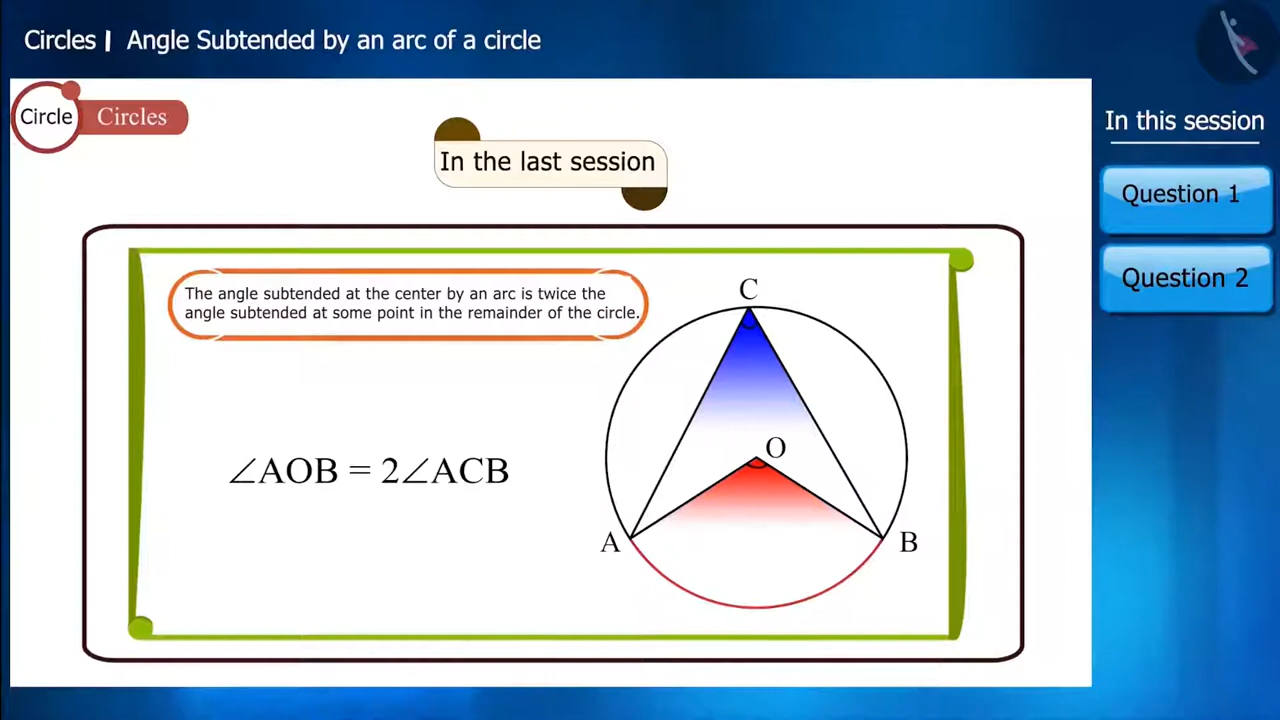 Circles | Angle Subtended by an arc of a circle
Circle Circles
In the last session
The angle subtended at the center by an arc is twice the
angle subtended at some point in the remainder of the circle.
∠AOB = 2∠ACB
C
O
A
B
In this session
Question 1
Question 2